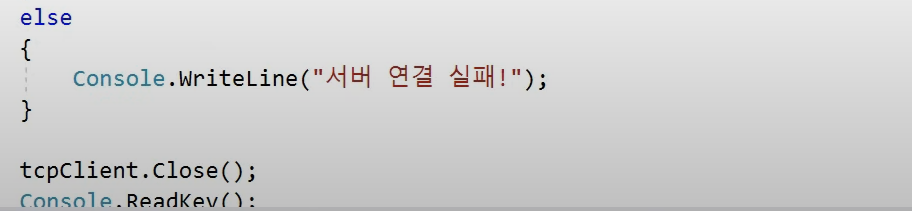 else
{
Console.WriteLine("서버 연결 실패!");
}
tcpClient.Close();
Console.ReadKey();